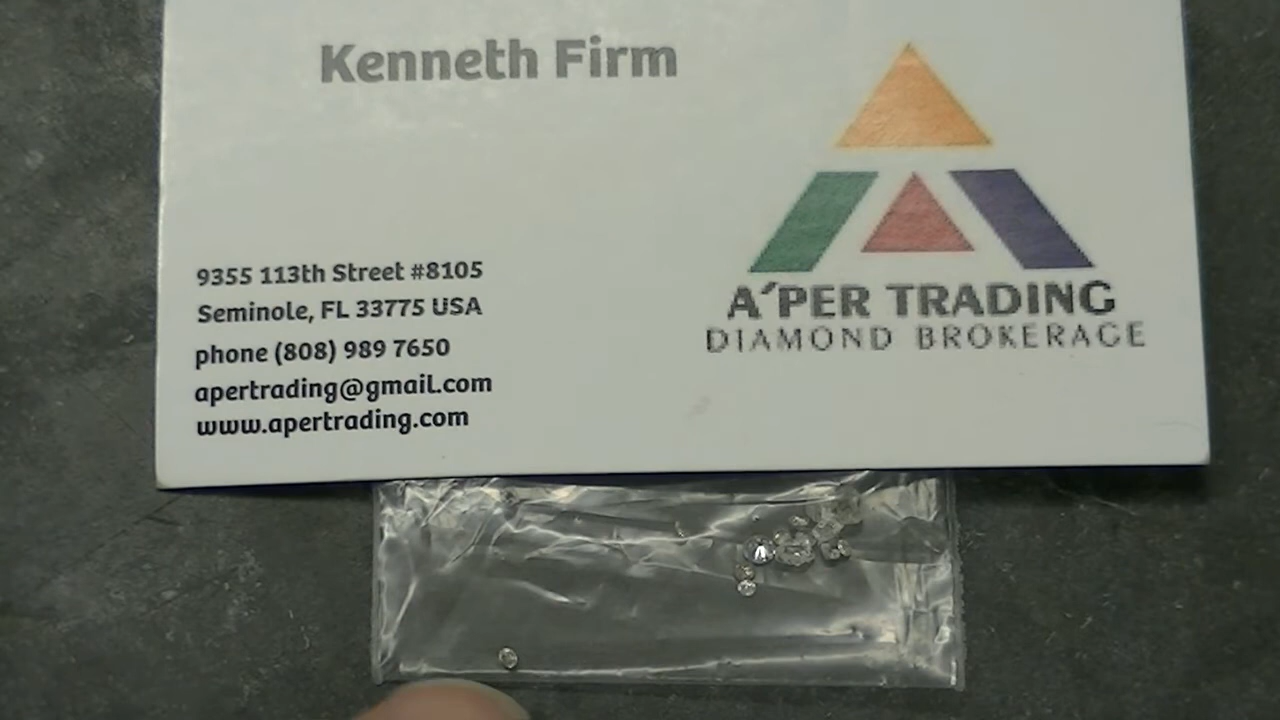 Kenneth Firm
9355 113th Street #8105
Seminole, FL 33775 USA
phone (808) 989 7650
apertrading@gmail.com
www.apertrading.com
A´PER TRADING
DIAMOND BROKERAGE